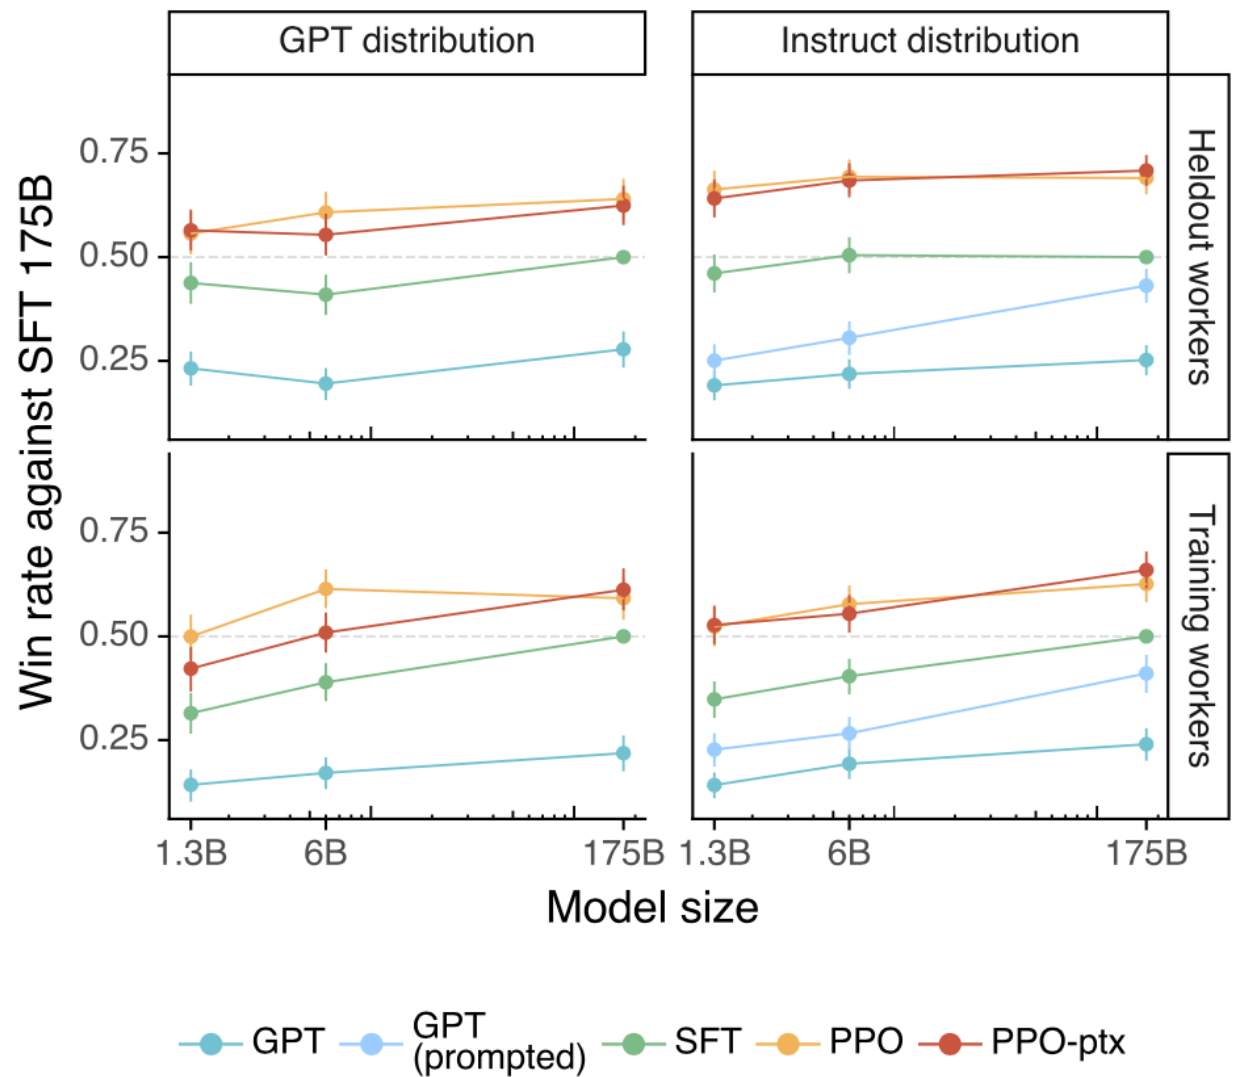 GPT distribution
Instruct distribution
Win rate against SFT 175B
0.75
0.50
0.25
Heldout workers
0.75
0.50
0.25
Training workers
1.3B
6B
175B
1.3B
6B
175B
Model size
GPT
GPT
(prompted)
SFT
PPO
PPO-ptx